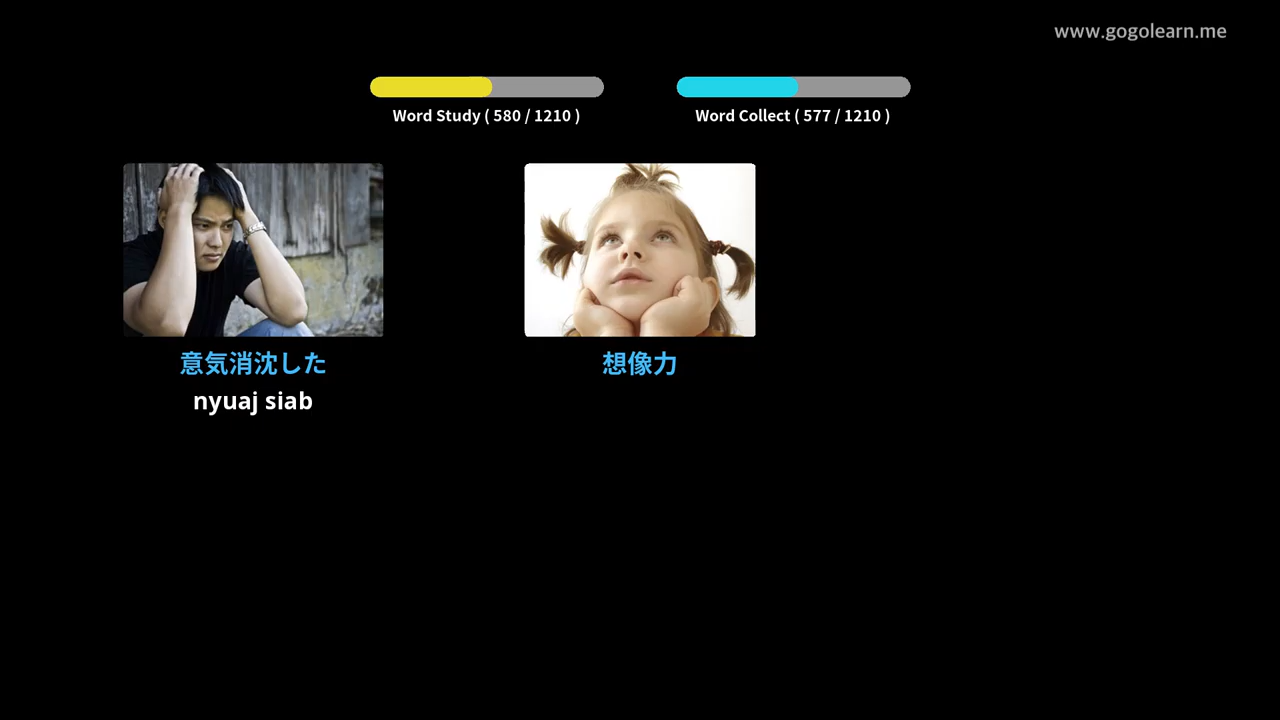 www.gogolearn.me
Word Study ( 580 / 1210 )
Word Collect ( 577 / 1210 )
意気消沈した
nyuaj siab
想像力